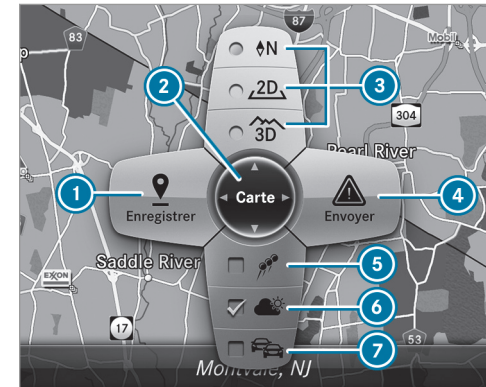 83
87
Mobil
N
2D
3D
304
Pearl River
1
2
3
4
Enregistrer
Carte
Envoyer
Saddle River
EXXON
17
5
6
7
53
Montvale, NJ